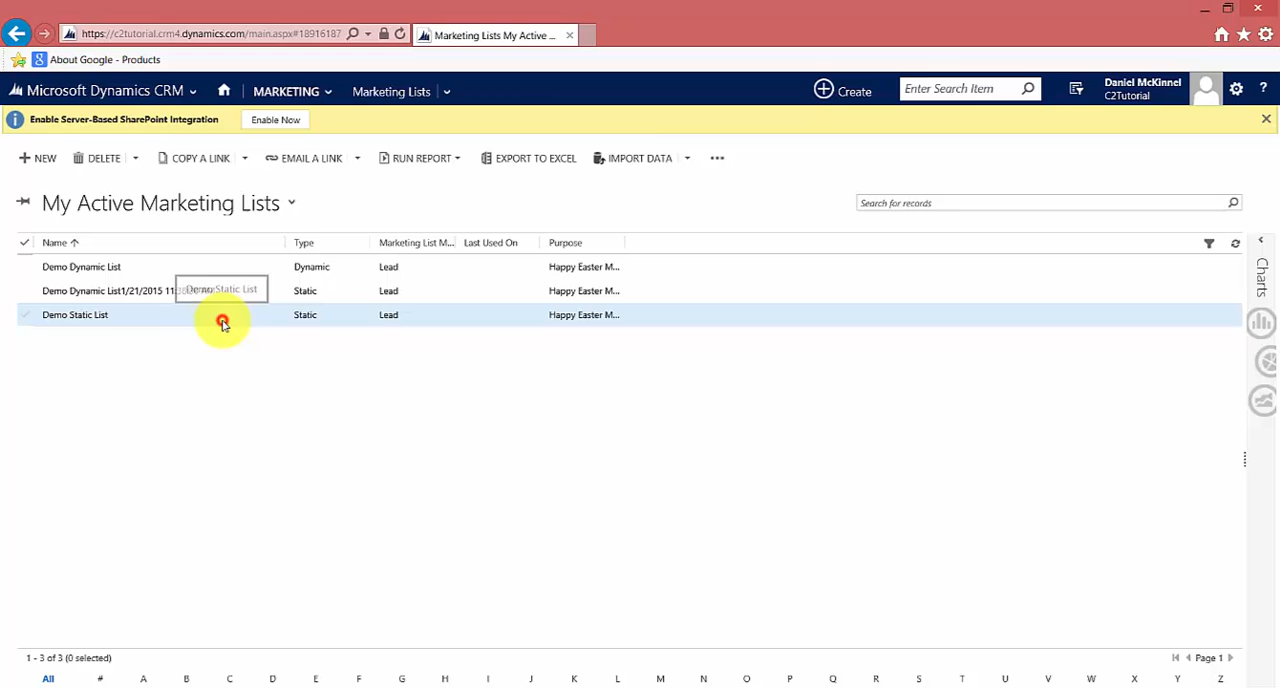 https://c2tutorial.crm4.dynamics.com/main.aspx#18916187
Marketing Lists My Active ...
About Google - Products
Microsoft Dynamics CRM
MARKETING
Marketing Lists
Create
Enter Search Item
Daniel McKinnel
C2Tutorial
?
Enable Server-Based SharePoint Integration
Enable Now
NEW
DELETE
COPY A LINK
EMAIL A LINK
RUN REPORT
EXPORT TO EXCEL
IMPORT DATA
My Active Marketing Lists
Search for records
Name Type Marketing List M... Last Used On Purpose
Demo Dynamic List Dynamic Lead Happy Easter M...
Demo Dynamic List1/21/2015 Static Lead Happy Easter M...
Demo Static List
Demo Static List Static Lead Happy Easter M...
Charts
1 - 3 of 3 (0 selected)
Page 1
All # A B C D E F G H I J K L M N O P Q R S T U V W X Y Z